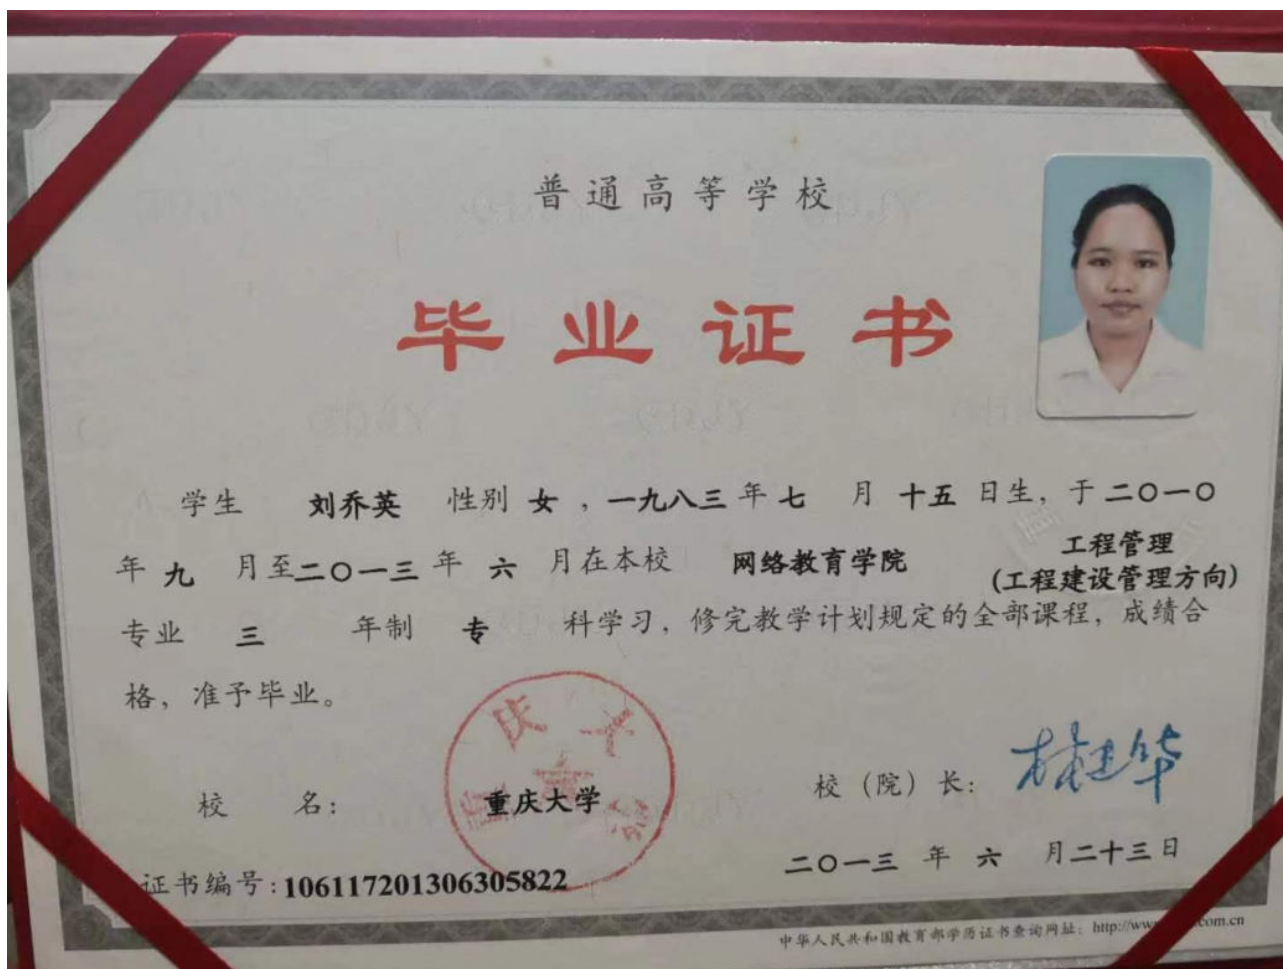 普通高等学校
毕业证书
学生 刘乔英 性别 女，一九八三年 七 月 十五 日生，于 二〇一〇
年 九 月至二〇一三 年 六 月在本校 网络教育学院 工程管理
(工程建设管理方向)
专业 三 年制 专 科学习，修完教学计划规定的全部课程，成绩合
格，准予毕业。
校 名： 重庆大学 校（院）长：
二〇一三 年 六 月二十三日
证书编号:106117201306305822
中华人民共和国教育部学历证书查询网址：http://www
.com.cn